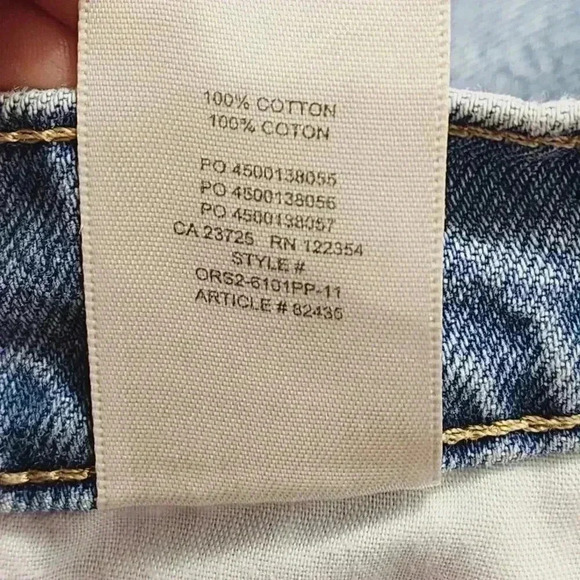 100% COTTON
100% COTON
PO 4500138055
PO 4500138056
PO 4500138057
CA 23725 RN 122354
STYLE #
ORS2-6101PP-11
ARTICLE # 82435